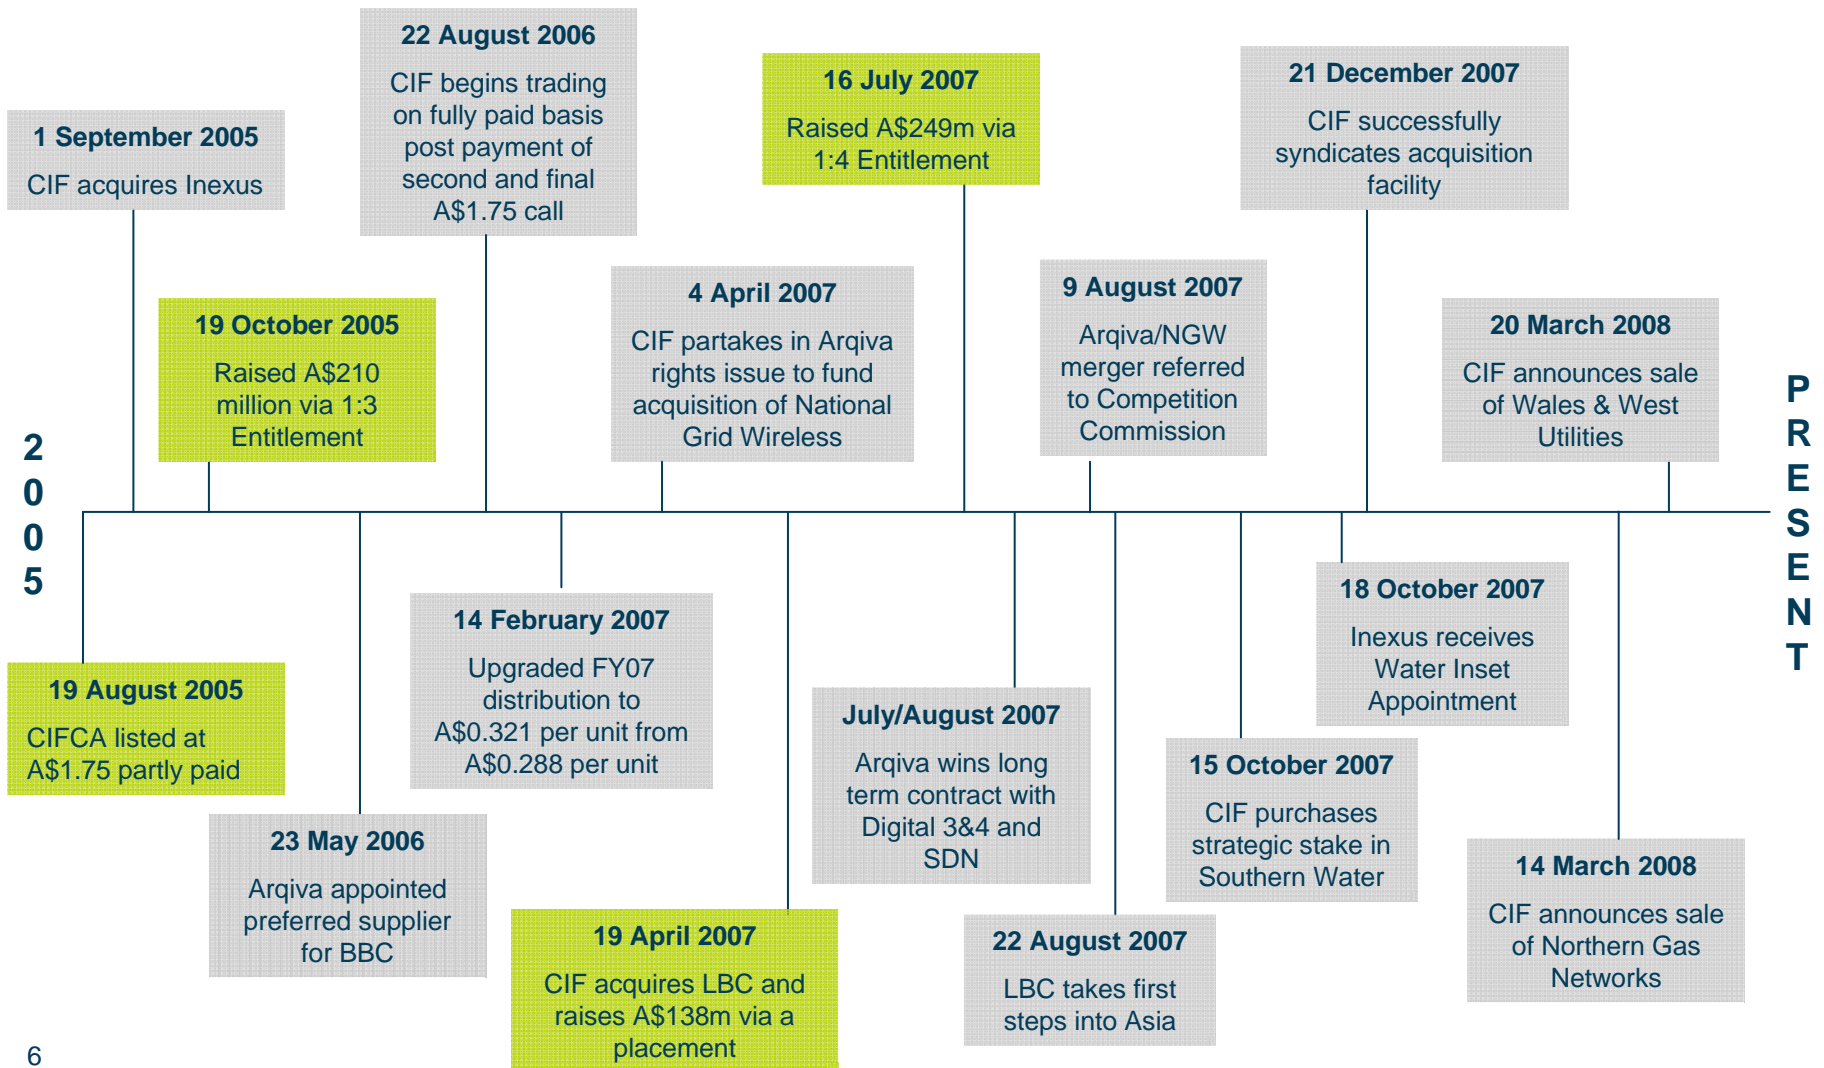 22 August 2006
CIF begins trading
on fully paid basis
post payment of
second and final
A$1.75 call
16 July 2007
Raised A$249m via
1:4 Entitlement
21 December 2007
CIF successfully
syndicates acquisition
facility
1 September 2005
CIF acquires Inexus
19 October 2005
Raised A$210
million via 1:3
Entitlement
4 April 2007
CIF partakes in Arqiva
rights issue to fund
acquisition of National
Grid Wireless
9 August 2007
Arqiva/NGW
merger referred
to Competition
Commission
20 March 2008
CIF announces sale
of Wales & West
Utilities
2
0
0
5
P
R
E
S
E
N
T
19 August 2005
CIFCA listed at
A$1.75 partly paid
23 May 2006
Arqiva appointed
preferred supplier
for BBC
14 February 2007
Upgraded FY07
distribution to
A$0.321 per unit from
A$0.288 per unit
19 April 2007
CIF acquires LBC and
raises A$138m via a
placement
July/August 2007
Arqiva wins long
term contract with
Digital 3&4 and
SDN
22 August 2007
LBC takes first
steps into Asia
15 October 2007
CIF purchases
strategic stake in
Southern Water
18 October 2007
Inexus receives
Water Inset
Appointment
14 March 2008
CIF announces sale
of Northern Gas
Networks
6